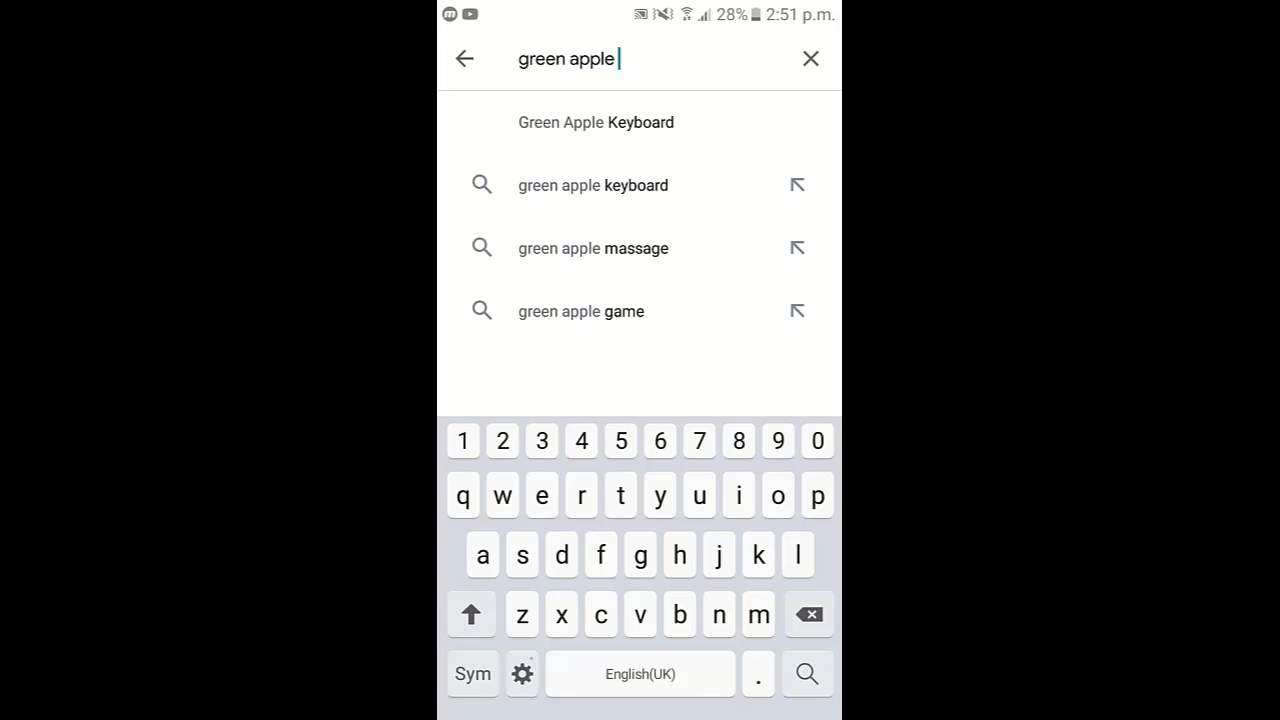 28% 2:51 p.m.
green apple
Green Apple Keyboard
green apple keyboard
green apple massage
green apple game
1 2 3 4 5 6 7 8 9 0
q w e r t y u i o p
a s d f g h j k l
z x c v b n m
Sym English(UK) .